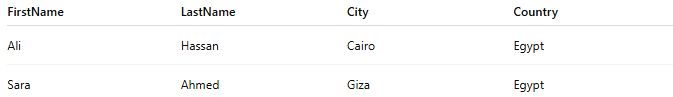 FirstName LastName City Country
Ali Hassan Cairo Egypt
Sara Ahmed Giza Egypt